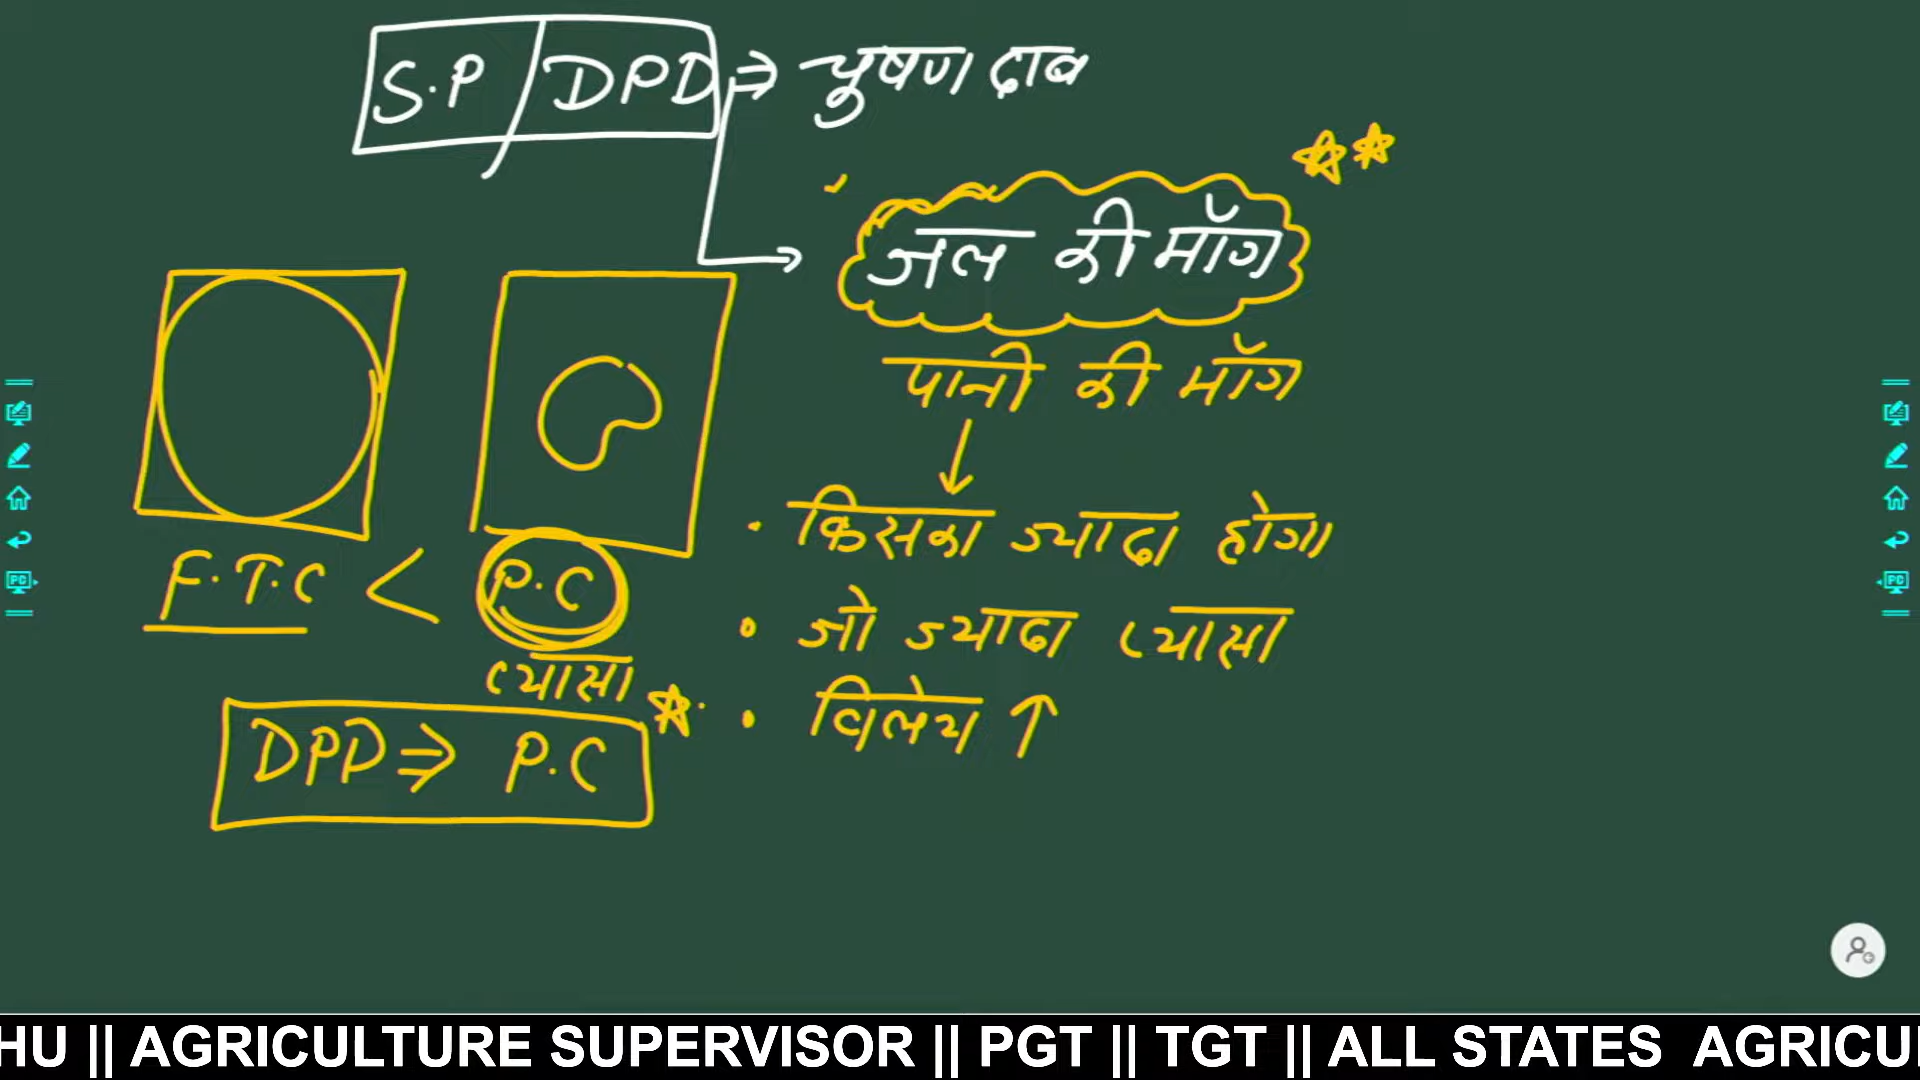 S.P / DPD ⇒ चुषण दाब
जल की माँग
पानी की माँग
↓
• किसका ज्यादा होगा
F.T.C < P.C
• जो ज्यादा प्यासा
प्यासा
• विलेय ↑
DPD ⇒ P.C
HU || AGRICULTURE SUPERVISOR || PGT || TGT || ALL STATES AGRICU